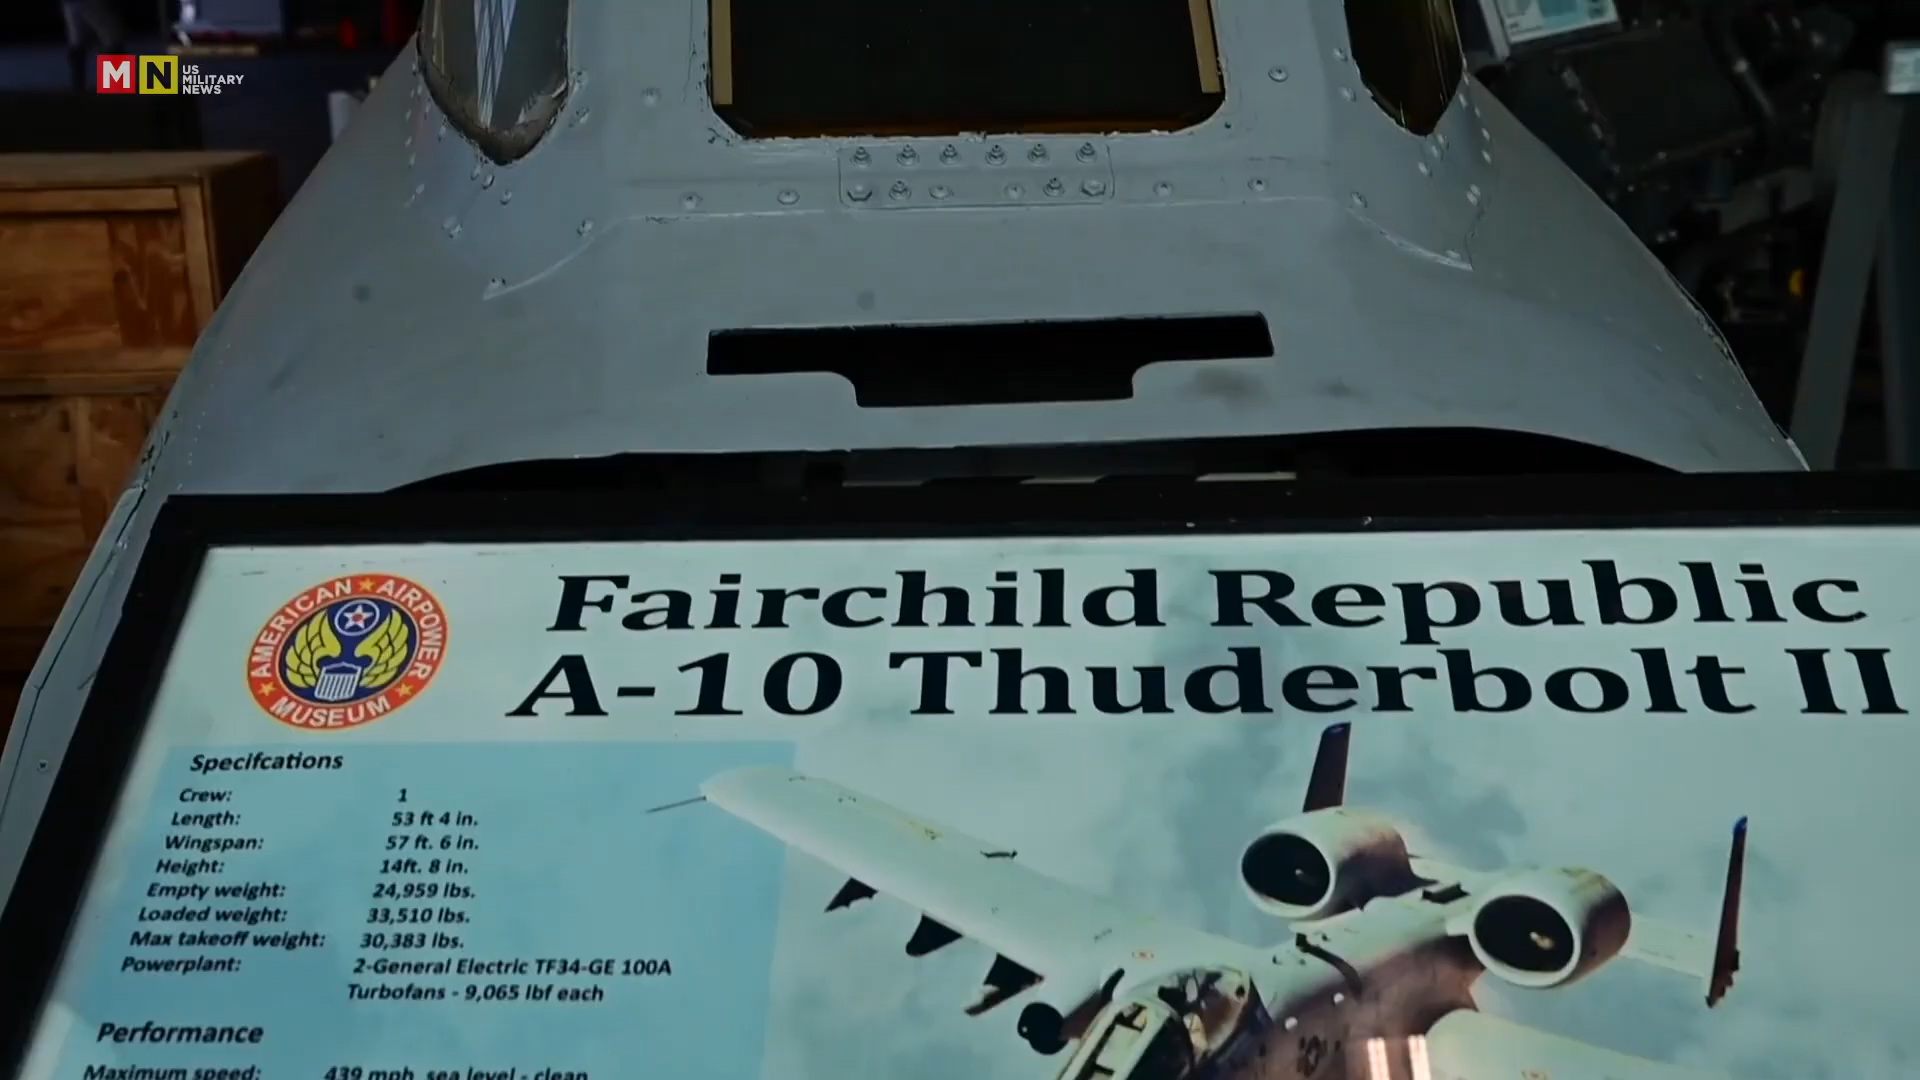 MN US MILITARY NEWS
AMERICAN AIRPOWER MUSEUM
Fairchild Republic
A-10 Thuderbolt II
Specifcations
Crew: 1
Length: 53 ft 4 in.
Wingspan: 57 ft. 6 in.
Height: 14ft. 8 in.
Empty weight: 24,959 lbs.
Loaded weight: 33,510 lbs.
Max takeoff weight: 30,383 lbs.
Powerplant: 2-General Electric TF34-GE 100A
Turbofans - 9,065 lbf each
Performance
Maximum speed: 439 mph, sea level - clean